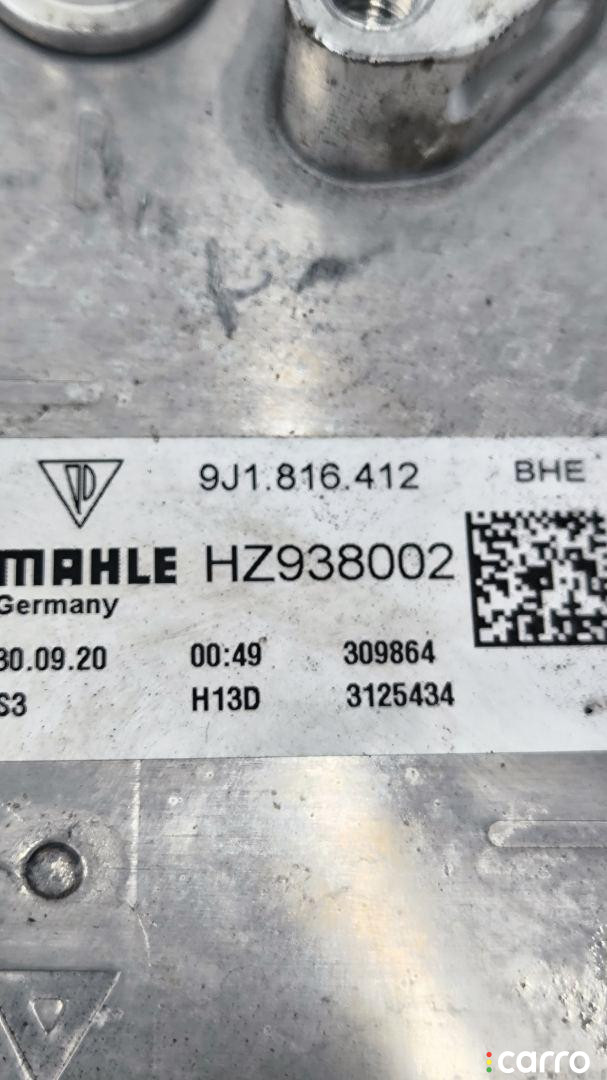 9J1.816.412 BHE
MAHLE HZ938002
Germany
30.09.20 00:49 309864
S3 H13D 3125434
carro